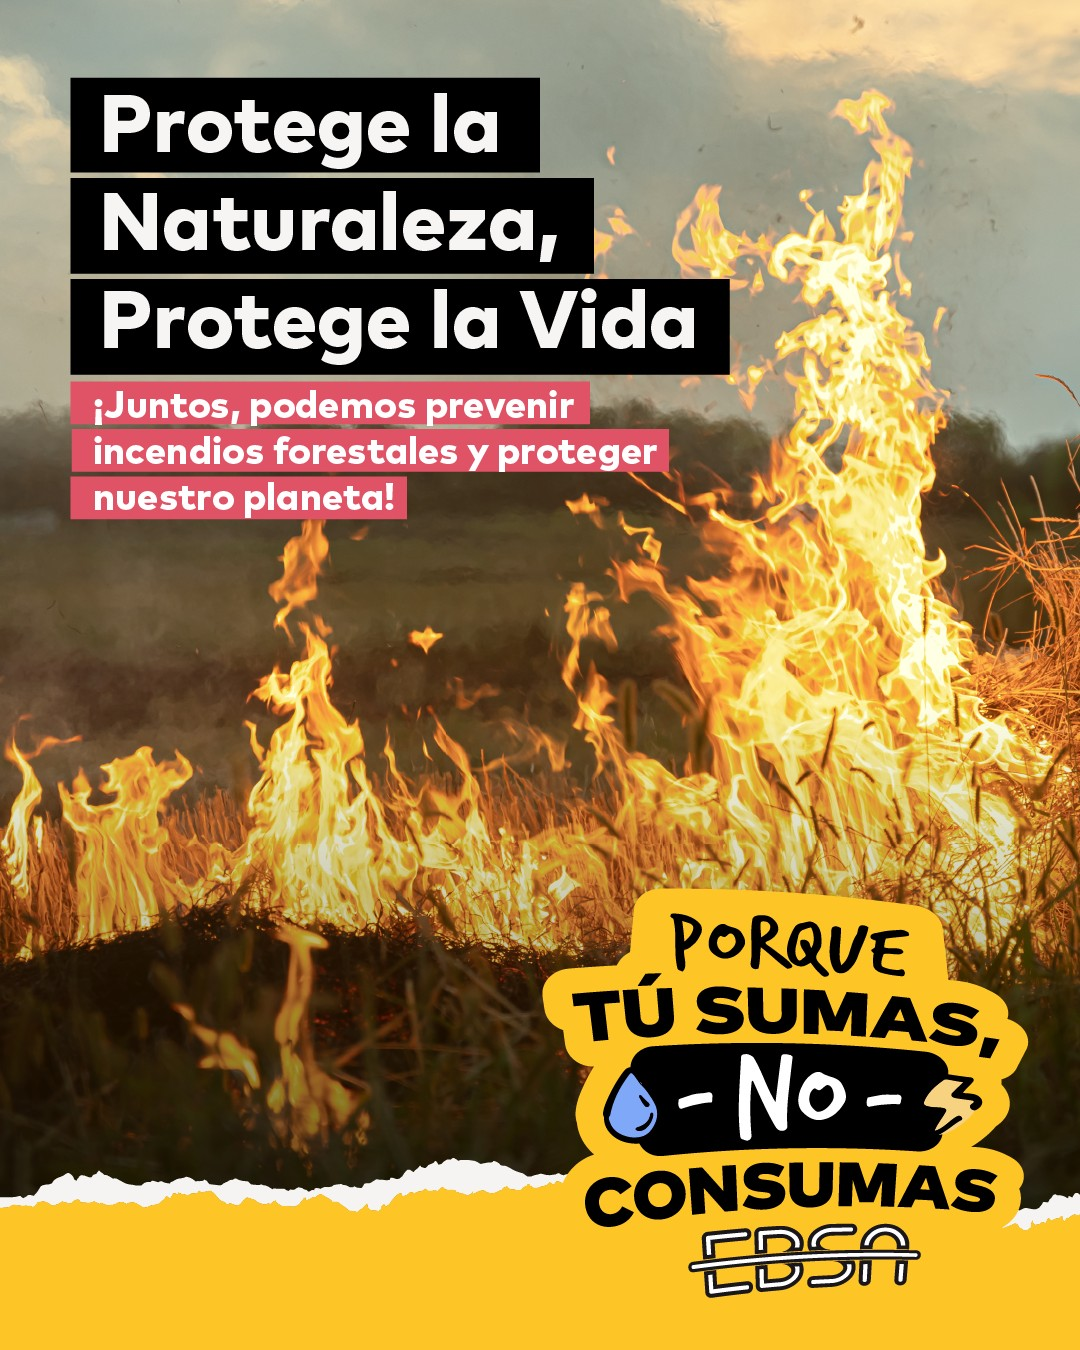 Protege la
Naturaleza,
Protege la Vida
¡Juntos, podemos prevenir
incendios forestales y proteger
nuestro planeta!
PORQUE
TÚ SUMAS,
- No -
CONSUMAS
EBSA